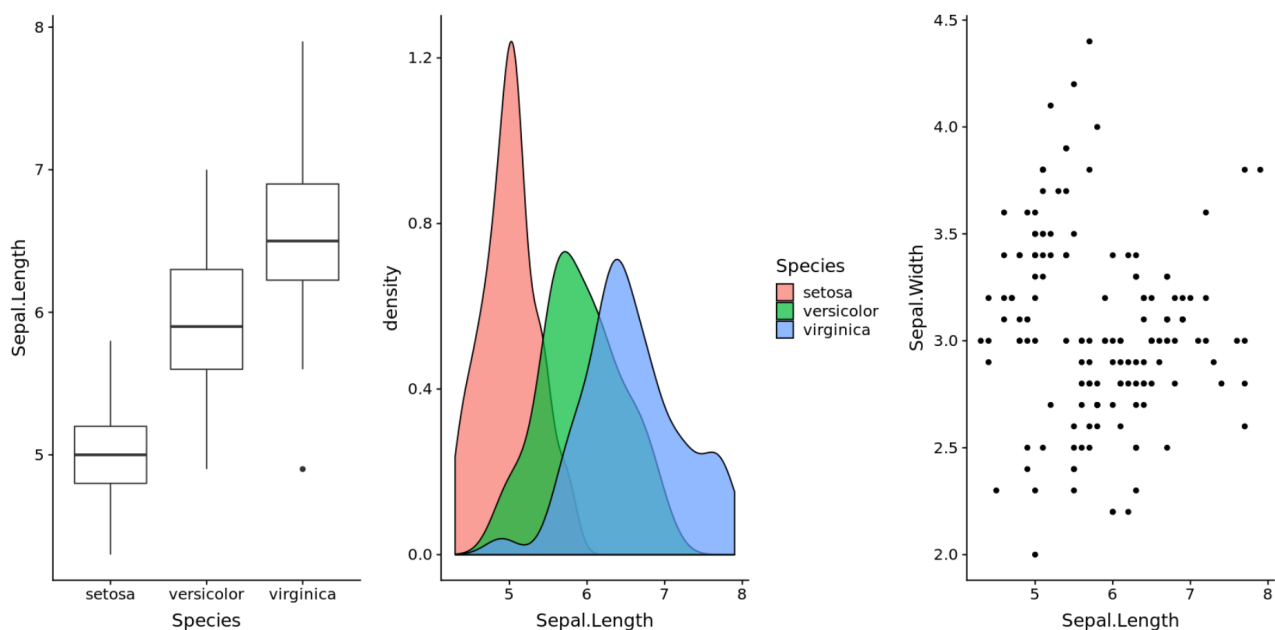 8
7
6
5
Sepal.Length
setosa versicolor virginica
Species
1.2
0.8
0.4
0.0
density
5 6 7 8
Sepal.Length
Species
setosa
versicolor
virginica
4.5
4.0
3.5
3.0
2.5
2.0
Sepal.Width
5 6 7 8
Sepal.Length